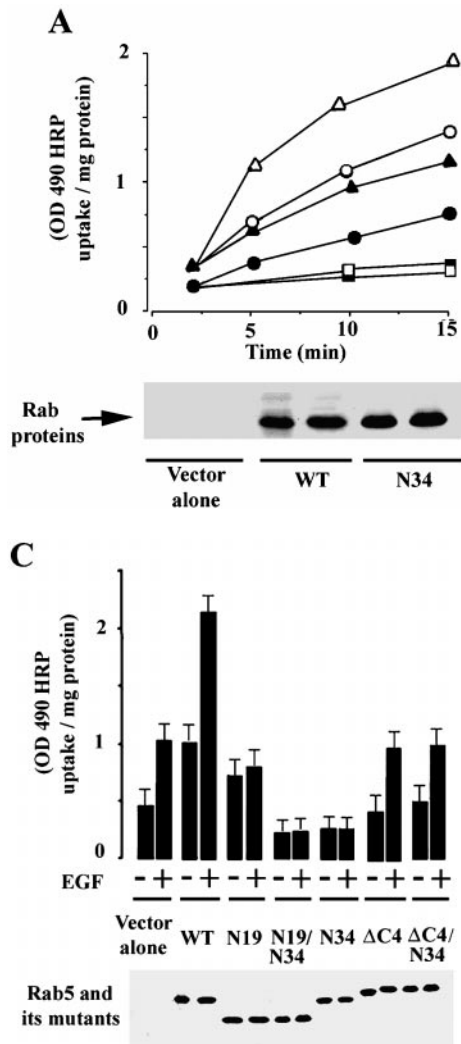 A
2
(OD 490 HRP
uptake / mg protein)
1
0
0 5 10 15
Time (min)
Rab
proteins
Vector
alone
WT
N34
C
2
(OD 490 HRP
uptake / mg protein)
1
0
EGF - + - + - + - + - + - + - +
Vector
alone
WT
N19
N19/
N34
N34
ΔC4
ΔC4/
N34
Rab5 and
its mutants